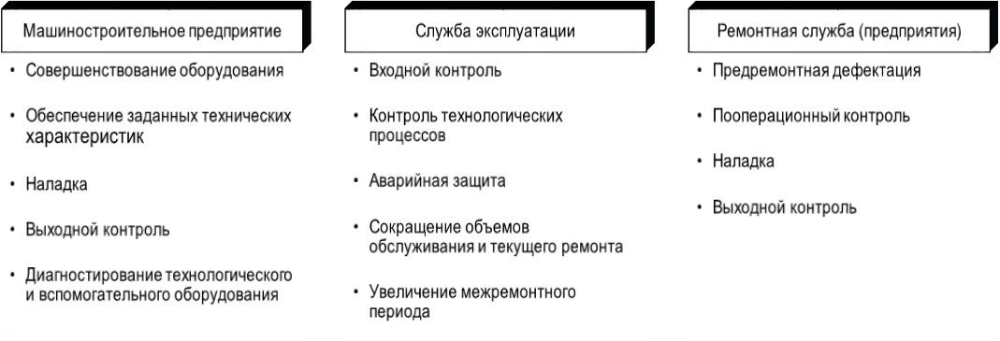 Машиностроительное предприятие
• Совершенствование оборудования
• Обеспечение заданных технических
характеристик
• Наладка
• Выходной контроль
• Диагностирование технологического
и вспомогательного оборудования
Служба эксплуатации
• Входной контроль
• Контроль технологических
процессов
• Аварийная защита
• Сокращение объемов
обслуживания и текущего ремонта
• Увеличение межремонтного
периода
Ремонтная служба (предприятия)
• Предремонтная дефектация
• Пооперационный контроль
• Наладка
• Выходной контроль